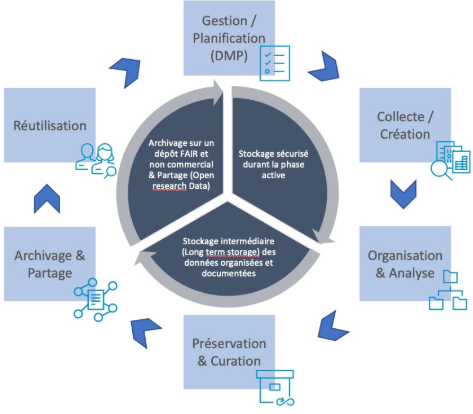 Gestion /
Planification
(DMP)
Collecte /
Création
Organisation
& Analyse
Préservation
& Curation
Archivage &
Partage
Réutilisation
Archivage sur un
dépôt FAIR et
non commercial
& Partage (Open
research Data)
Stockage sécurisé
durant la phase
active
Stockage intermédiaire
(Long term storage) des
données organisées et
documentées